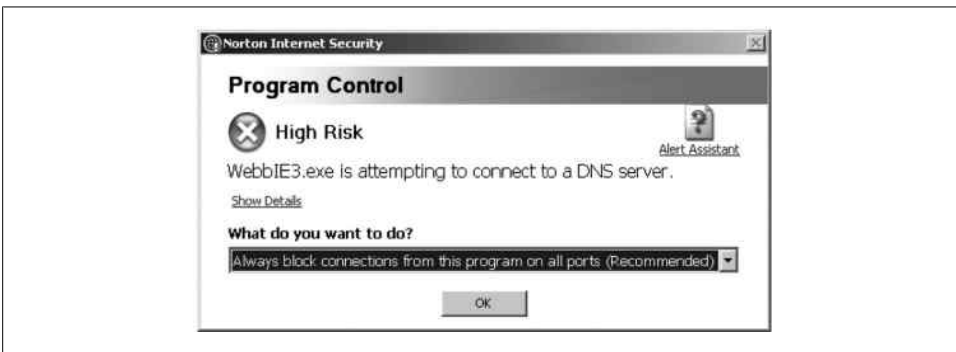 Norton Internet Security
Program Control
High Risk
Alert Assistant
WebbIE3.exe is attempting to connect to a DNS server.
Show Details
What do you want to do?
Always block connections from this program on all ports (Recommended)
OK